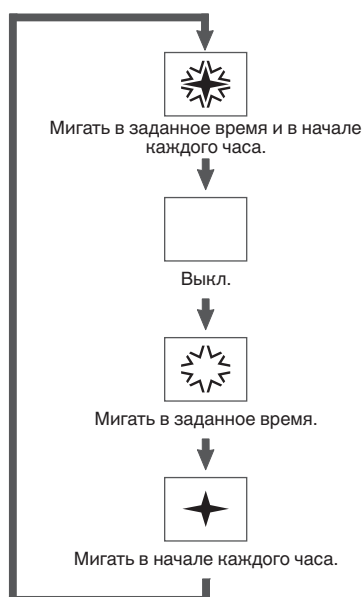 Мигать в заданное время и в начале
каждого часа.
Выкл.
Мигать в заданное время.
Мигать в начале каждого часа.